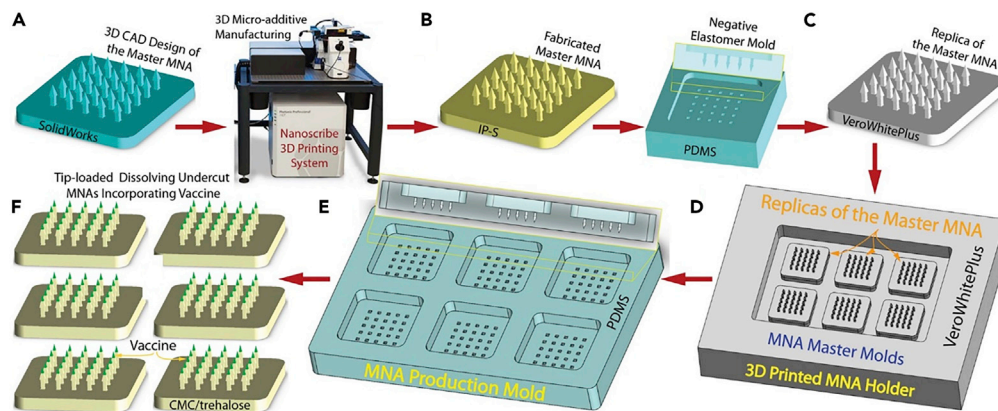 A
3D CAD Design of
the Master MNA
SolidWorks
3D Micro-additive
Manufacturing
Nanoscribe
3D Printing
System
B
Fabricated
Master MNA
IP-S
Negative
Elastomer Mold
PDMS
C
Replica of
the Master MNA
VeroWhitePlus
D
Replicas of the Master MNA
VeroWhitePlus
MNA Master Molds
3D Printed MNA Holder
E
PDMS
MNA Production Mold
F
Tip-loaded Dissolving Undercut
MNAs Incorporating Vaccine
Vaccine
CMC/trehalose